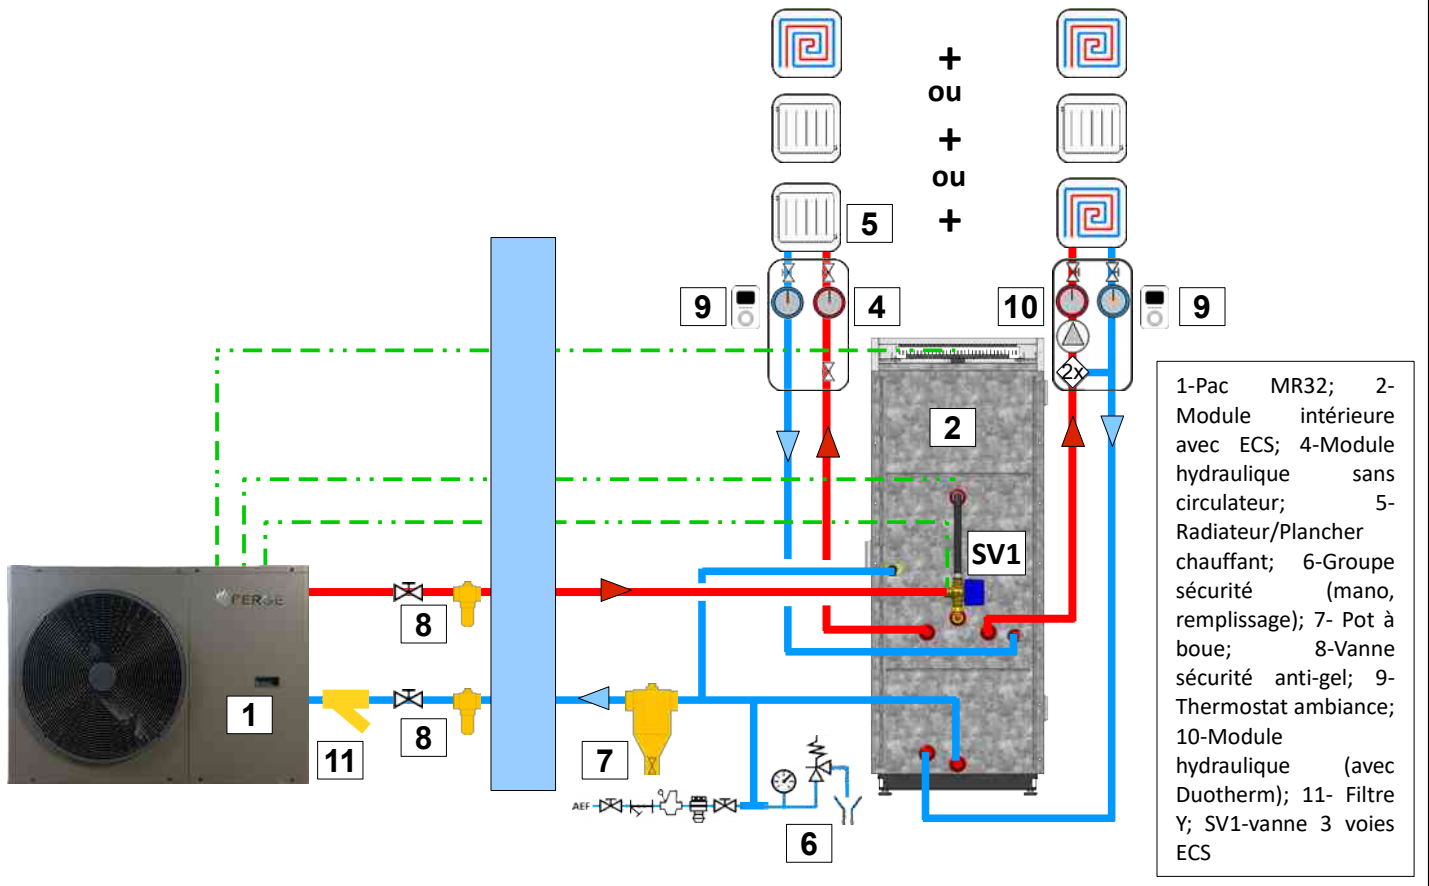 +
ou
+
ou
+
5
9
4
10
9
2x
2
SV1
PERGE
8
1
8
11
7
AEF
6
1-Pac MR32; 2-
Module intérieure
avec ECS; 4-Module
hydraulique sans
circulateur; 5-
Radiateur/Plancher
chauffant; 6-Groupe
sécurité (mano,
remplissage); 7- Pot à
boue; 8-Vanne
sécurité anti-gel; 9-
Thermostat ambiance;
10-Module
hydraulique (avec
Duotherm); 11- Filtre
Y; SV1-vanne 3 voies
ECS